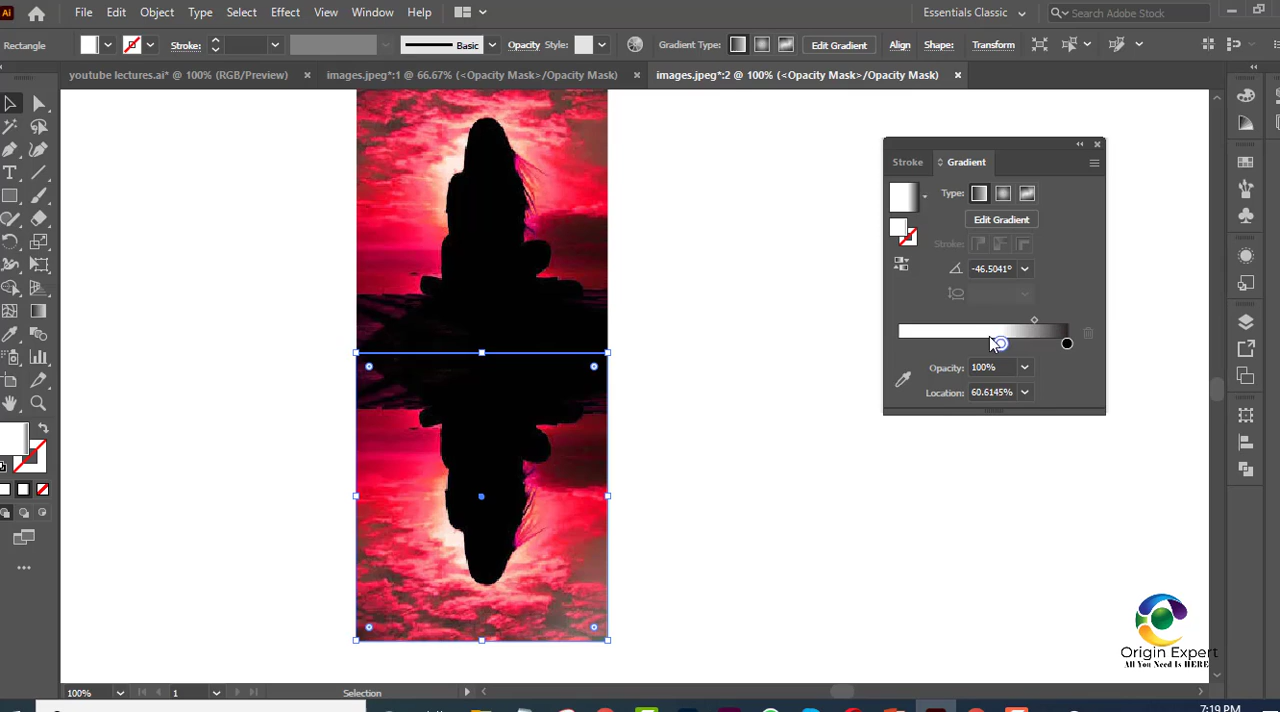 Ai File Edit Object Type Select Effect View Window Help Essentials Classic Search Adobe Stock
Rectangle Stroke: Basic Opacity Style: Gradient Type: Edit Gradient Align Shape: Transform
youtube lectures.ai* @ 100% (RGB/Preview) × images.jpeg*:1 @ 66.67% (<Opacity Mask>/Opacity Mask) × images.jpeg*:2 @ 100% (<Opacity Mask>/Opacity Mask) ×
Stroke Gradient
Type:
Edit Gradient
Stroke:
-46.5041°
Opacity: 100%
Location: 60.6145%
Origin Expert
All You Need Is HERE
100% 1 Selection
7:19 PM